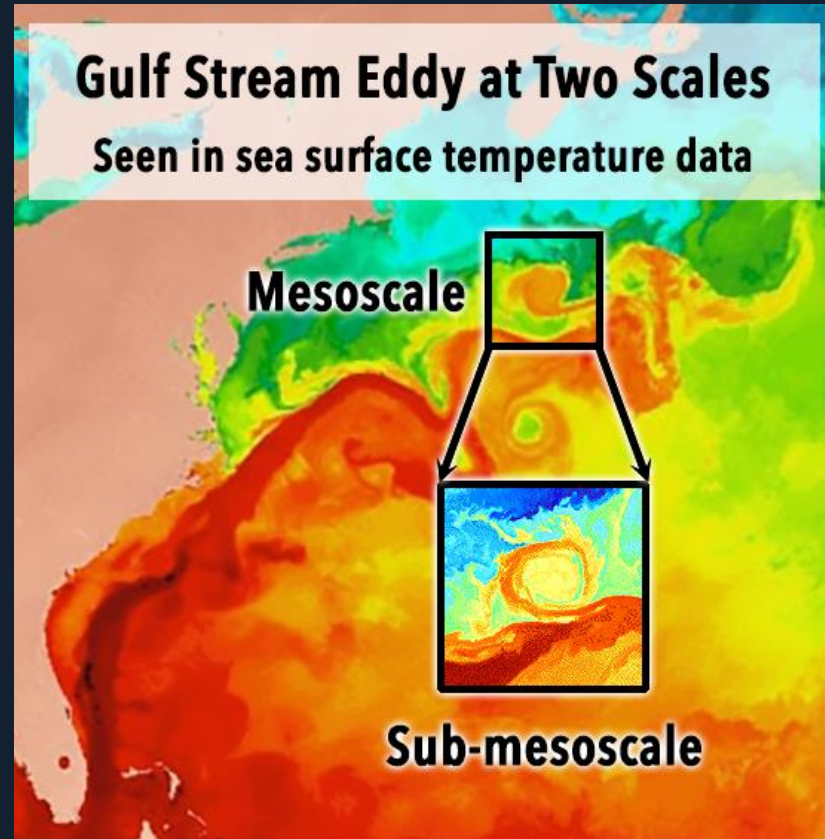 Gulf Stream Eddy at Two Scales
Seen in sea surface temperature data
Mesoscale
Sub-mesoscale